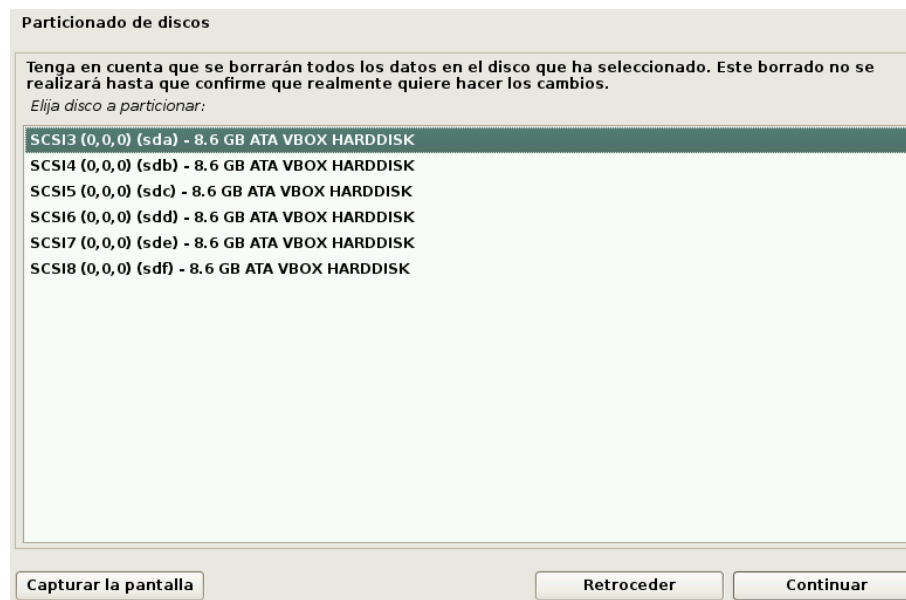 Particionado de discos
Tenga en cuenta que se borrarán todos los datos en el disco que ha seleccionado. Este borrado no se
realizará hasta que confirme que realmente quiere hacer los cambios.
Elija disco a particionar:
SCSI3 (0,0,0) (sda) - 8.6 GB ATA VBOX HARDDISK
SCSI4 (0,0,0) (sdb) - 8.6 GB ATA VBOX HARDDISK
SCSI5 (0,0,0) (sdc) - 8.6 GB ATA VBOX HARDDISK
SCSI6 (0,0,0) (sdd) - 8.6 GB ATA VBOX HARDDISK
SCSI7 (0,0,0) (sde) - 8.6 GB ATA VBOX HARDDISK
SCSI8 (0,0,0) (sdf) - 8.6 GB ATA VBOX HARDDISK
Capturar la pantalla
Retroceder
Continuar